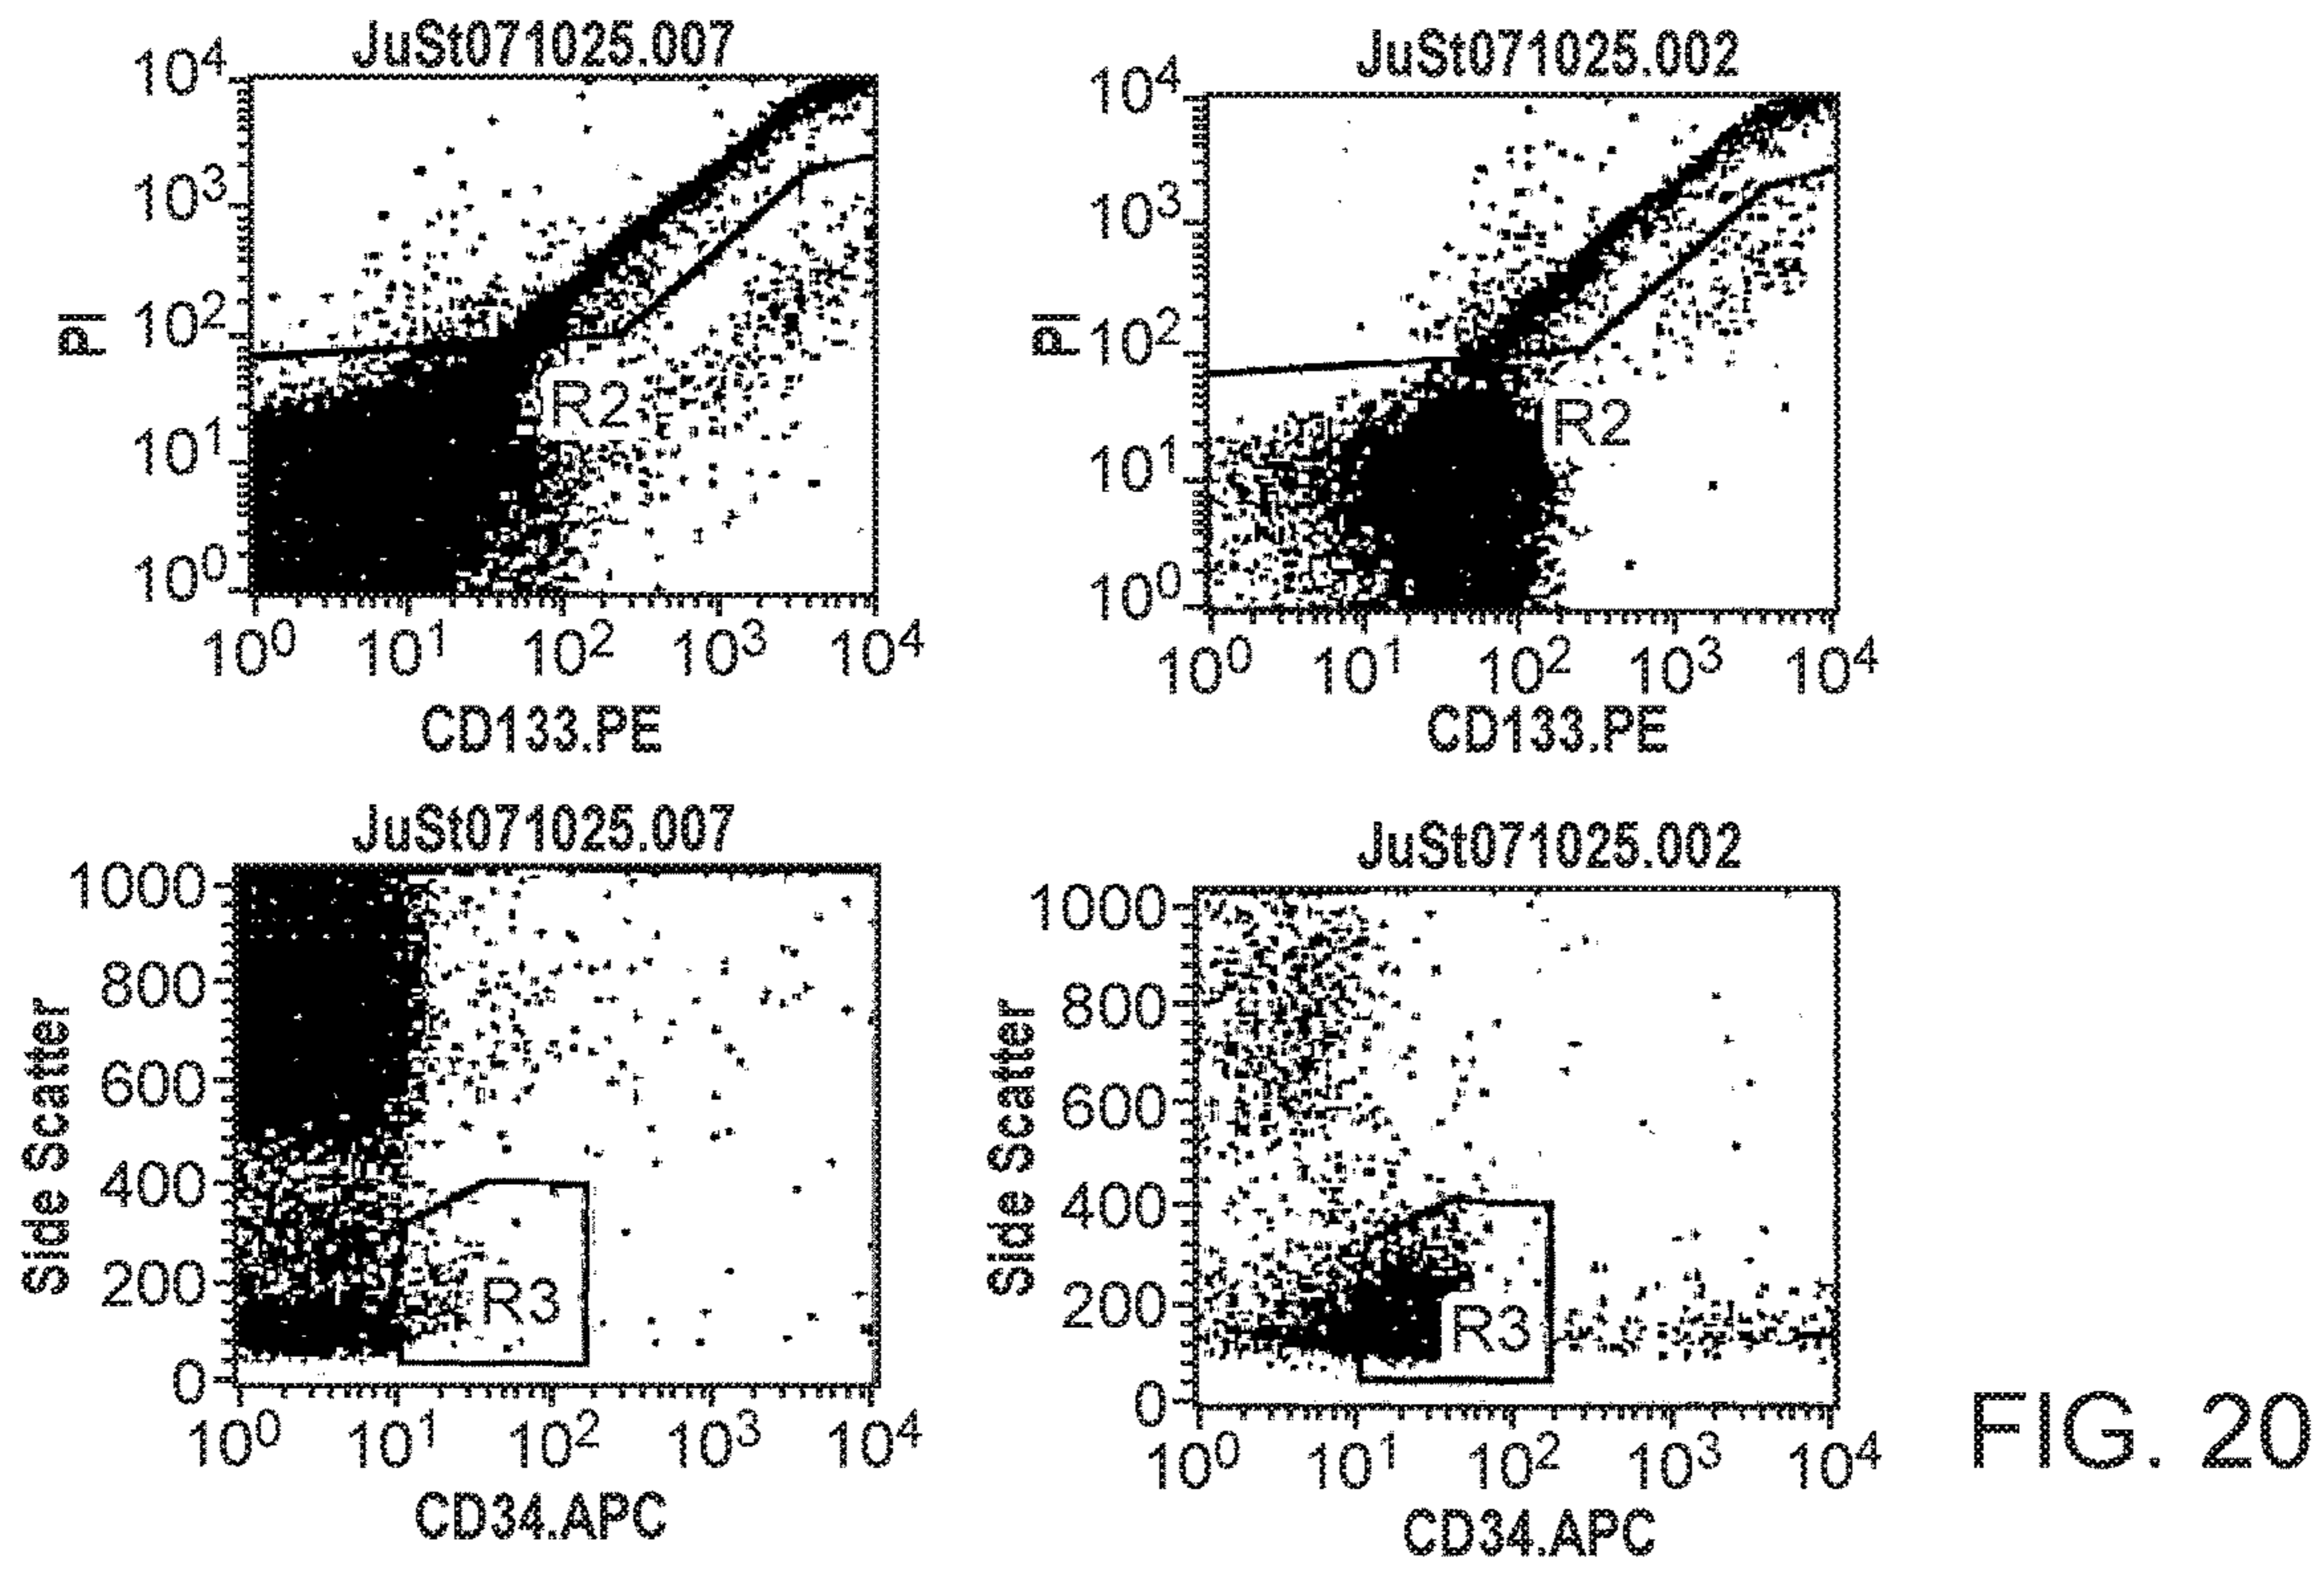 JuSt071025.007
10⁴
10³
10²
10¹
10⁰
PI
R2
10⁰ 10¹ 10² 10³ 10⁴
CD133.PE
JuSt071025.002
10⁴
10³
10²
10¹
10⁰
PI
R2
10⁰ 10¹ 10² 10³ 10⁴
CD133.PE
JuSt071025.007
1000
800
600
400
200
0
Side Scatter
R3
10⁰ 10¹ 10² 10³ 10⁴
CD34.APC
JuSt071025.002
1000
800
600
400
200
0
Side Scatter
R3
10⁰ 10¹ 10² 10³ 10⁴
CD34.APC
FIG. 20